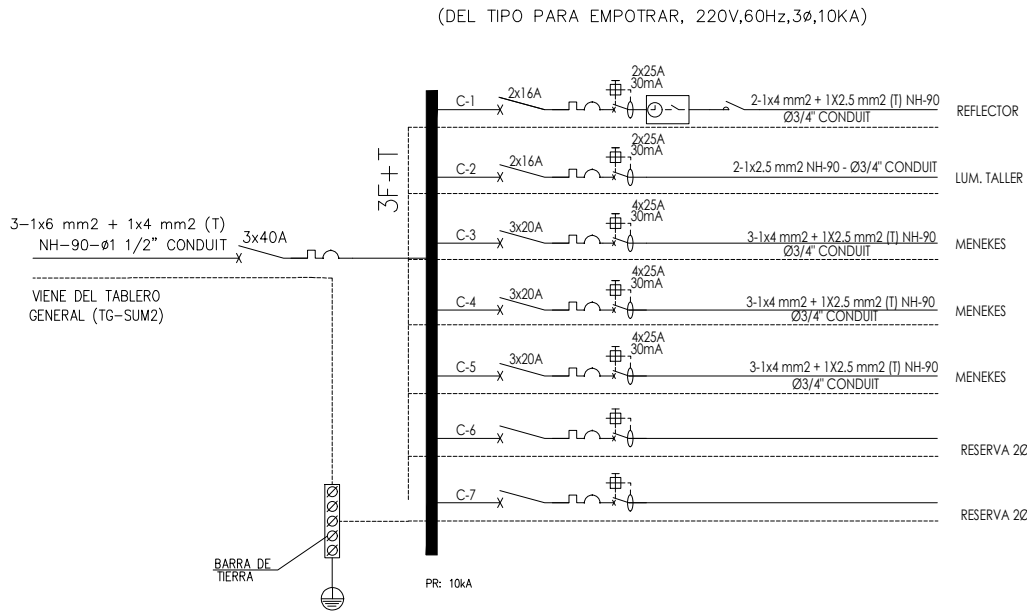 (DEL TIPO PARA EMPOTRAR, 220V,60Hz,3ø,10KA)
2x25A
30mA
C-1
2x16A
2-1x4 mm2 + 1X2.5 mm2 (T) NH-90
Ø3/4" CONDUIT
REFLECTOR
2x25A
30mA
C-2
2x16A
2-1x2.5 mm2 NH-90 - Ø3/4" CONDUIT
LUM. TALLER
3F+T
3-1x6 mm2 + 1x4 mm2 (T)
NH-90-ø1 1/2" CONDUIT
3x40A
VIENE DEL TABLERO
GENERAL (TG-SUM2)
4x25A
30mA
C-3
3x20A
3-1x4 mm2 + 1X2.5 mm2 (T) NH-90
Ø3/4" CONDUIT
MENEKES
4x25A
30mA
C-4
3x20A
3-1x4 mm2 + 1X2.5 mm2 (T) NH-90
Ø3/4" CONDUIT
MENEKES
4x25A
30mA
C-5
3x20A
3-1x4 mm2 + 1X2.5 mm2 (T) NH-90
Ø3/4" CONDUIT
MENEKES
C-6
RESERVA 2Ø
C-7
RESERVA 2Ø
BARRA DE
TIERRA
PR: 10kA